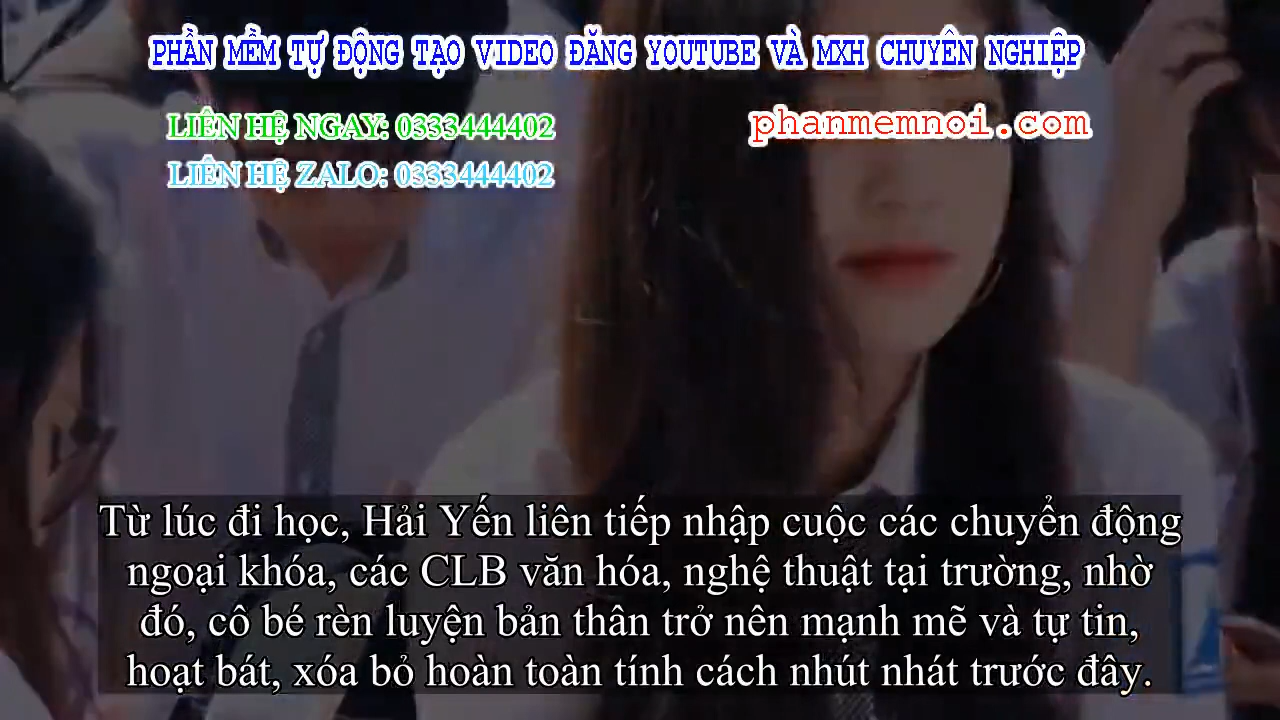 PHẦN MỀM TỰ ĐỘNG TẠO VIDEO ĐĂNG YOUTUBE VÀ MXH CHUYÊN NGHIỆP
LIÊN HỆ NGAY: 0333444402
phanmemnoi.com
LIÊN HỆ ZALO: 0333444402
Từ lúc đi học, Hải Yến liên tiếp nhập cuộc các chuyển động
ngoại khóa, các CLB văn hóa, nghệ thuật tại trường, nhờ
đó, cô bé rèn luyện bản thân trở nên mạnh mẽ và tự tin,
hoạt bát, xóa bỏ hoàn toàn tính cách nhút nhát trước đây.